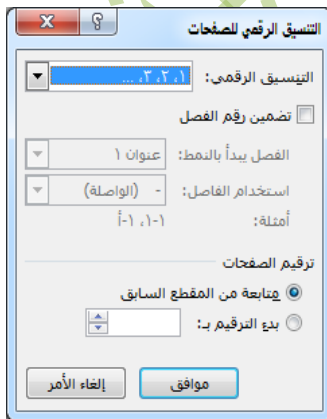 التنسيق الرقمي للصفحات
التنسيق الرقمي: ١، ٢، ٣، ...
تضمين رقم الفصل
الفصل يبدأ بالنمط: عنوان ١
استخدام الفاصل: - (الواصلة)
أمثلة: ١-١، ١-أ
ترقيم الصفحات
متابعة من المقطع السابق
بدء الترقيم بـ:
موافق إلغاء الأمر